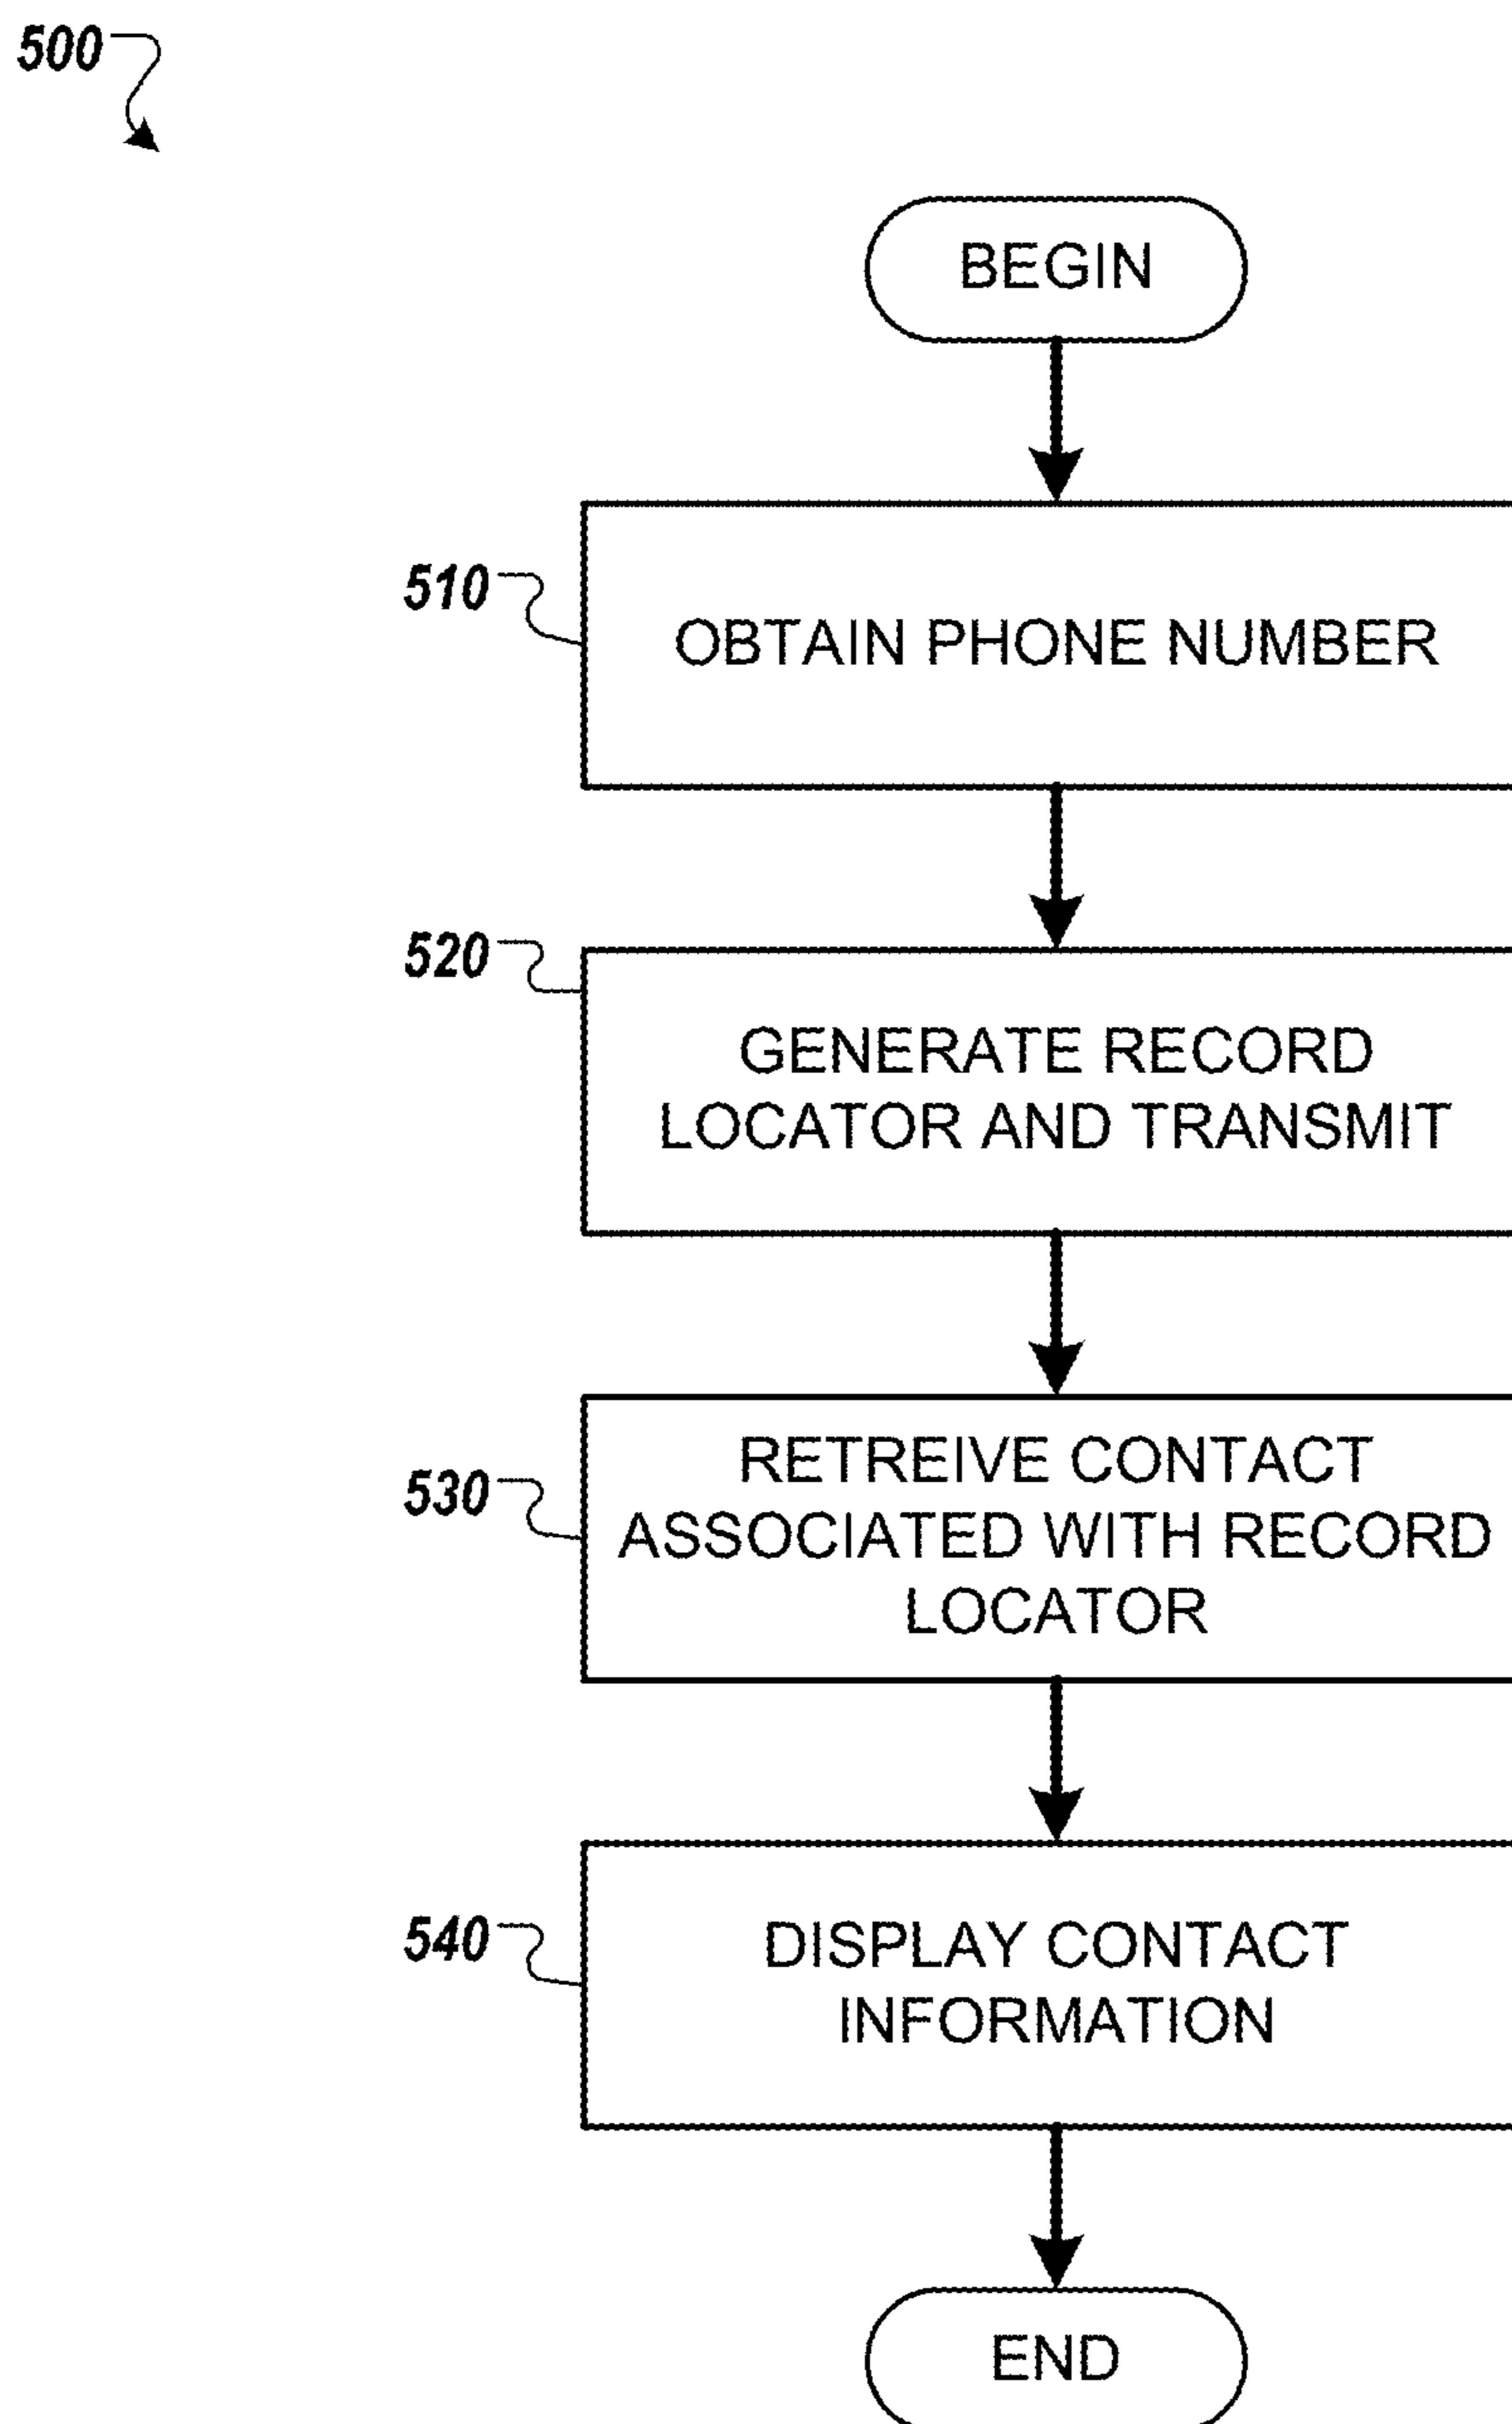 500
BEGIN
510
OBTAIN PHONE NUMBER
520
GENERATE RECORD
LOCATOR AND TRANSMIT
530
RETREIVE CONTACT
ASSOCIATED WITH RECORD
LOCATOR
540
DISPLAY CONTACT
INFORMATION
END